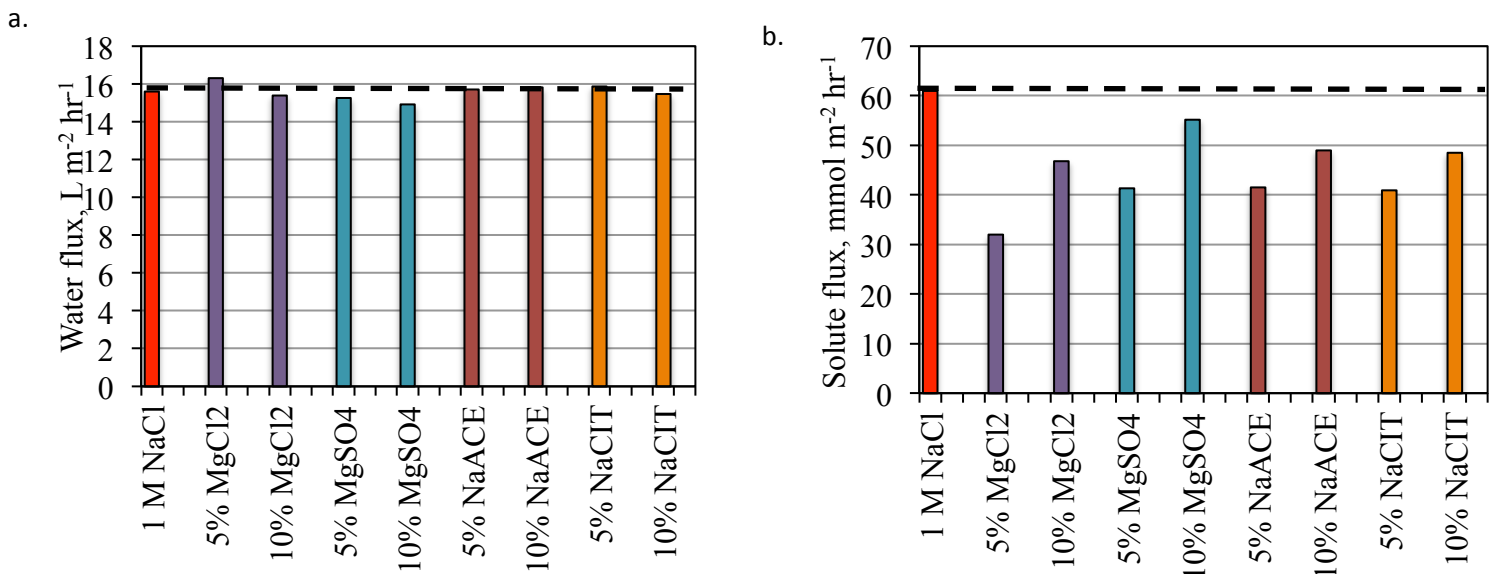 a.
Water flux, L m-2 hr-1
18
16
14
12
10
8
6
4
2
0
1 M NaCl
5% MgCl2
10% MgCl2
5% MgSO4
10% MgSO4
5% NaACE
10% NaACE
5% NaCIT
10% NaCIT
b.
Solute flux, mmol m-2 hr-1
70
60
50
40
30
20
10
0
1 M NaCl
5% MgCl2
10% MgCl2
5% MgSO4
10% MgSO4
5% NaACE
10% NaACE
5% NaCIT
10% NaCIT